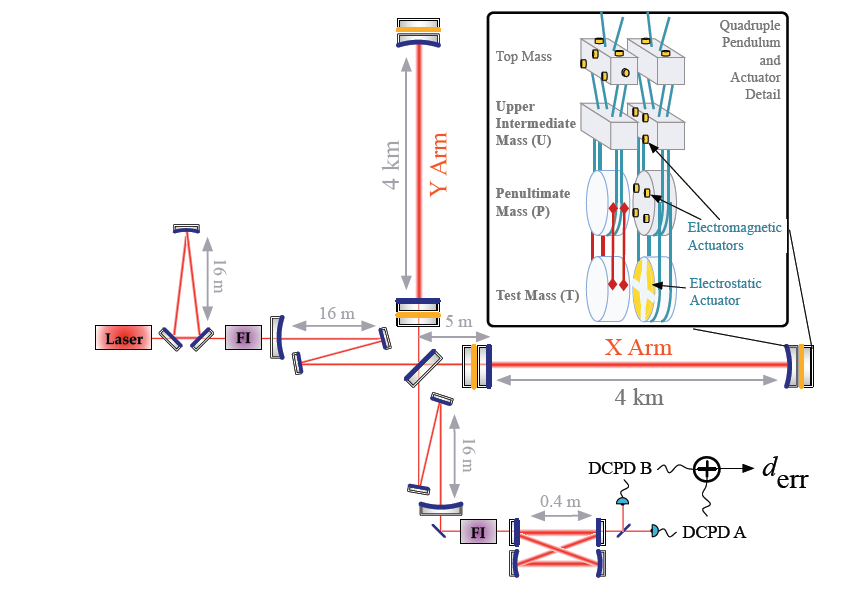 Quadruple
Pendulum
and
Actuator
Detail
Top Mass
Upper
Intermediate
Mass (U)
Penultimate
Mass (P)
Electromagnetic
Actuators
Test Mass (T)
Electrostatic
Actuator
4 km
Y Arm
16 m
Laser
FI
16 m
5 m
X Arm
4 km
16 m
FI
0.4 m
DCPD B
derr
DCPD A